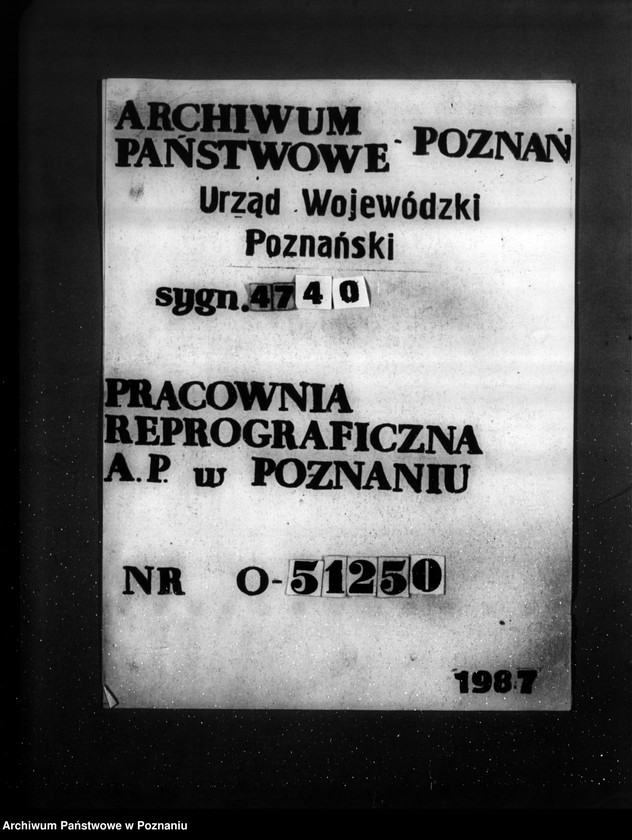 ARCHIWUM
PAŃSTWOWE - POZNAŃ
Urząd Wojewódzki
Poznański
sygn. 4740
PRACOWNIA
REPROGRAFICZNA
A.P. w POZNANIU
NR O-51250
1987
Archiwum Państwowe w Poznaniu